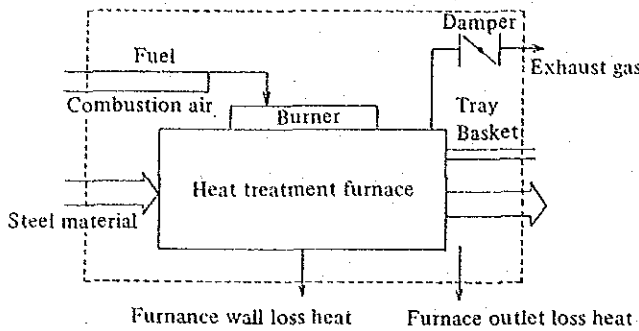 Damper
Fuel
Exhaust gas
Combustion air
Tray
Burner
Basket
Heat treatment furnace
Steel material
Furnance wall loss heat
Furnace outlet loss heat